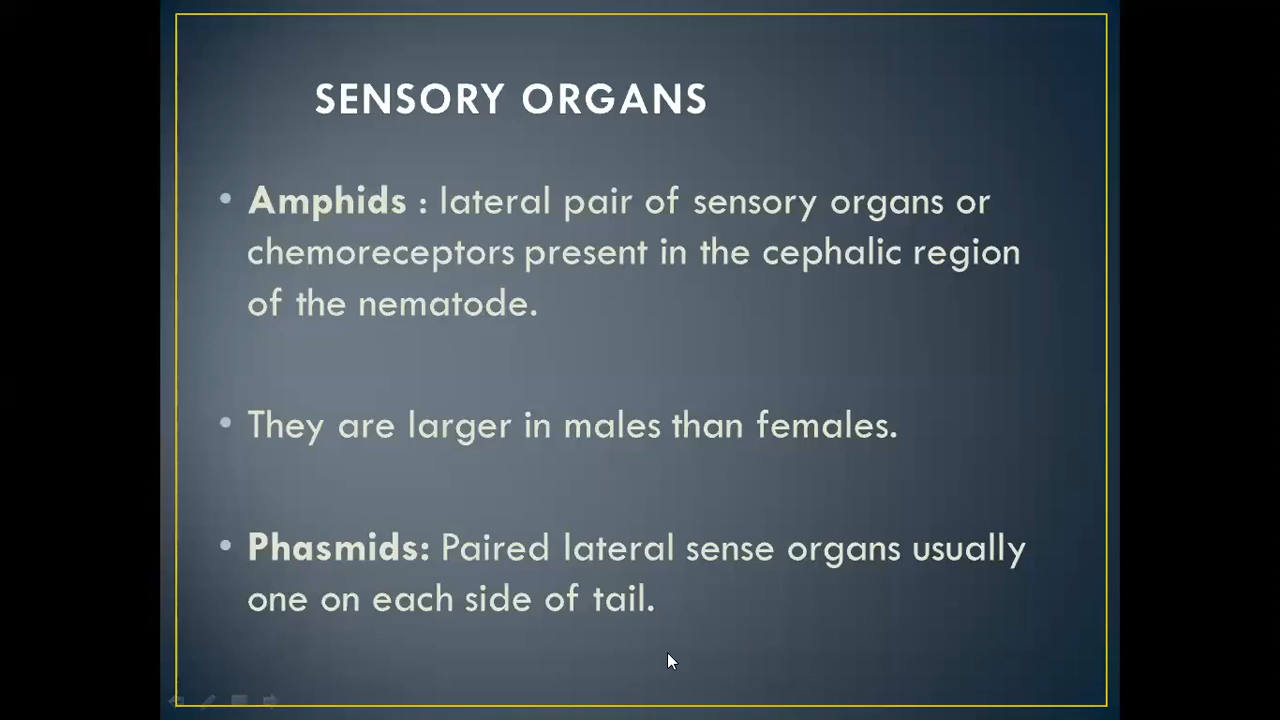 SENSORY ORGANS
• Amphids : lateral pair of sensory organs or
chemoreceptors present in the cephalic region
of the nematode.
• They are larger in males than females.
• Phasmids: Paired lateral sense organs usually
one on each side of tail.